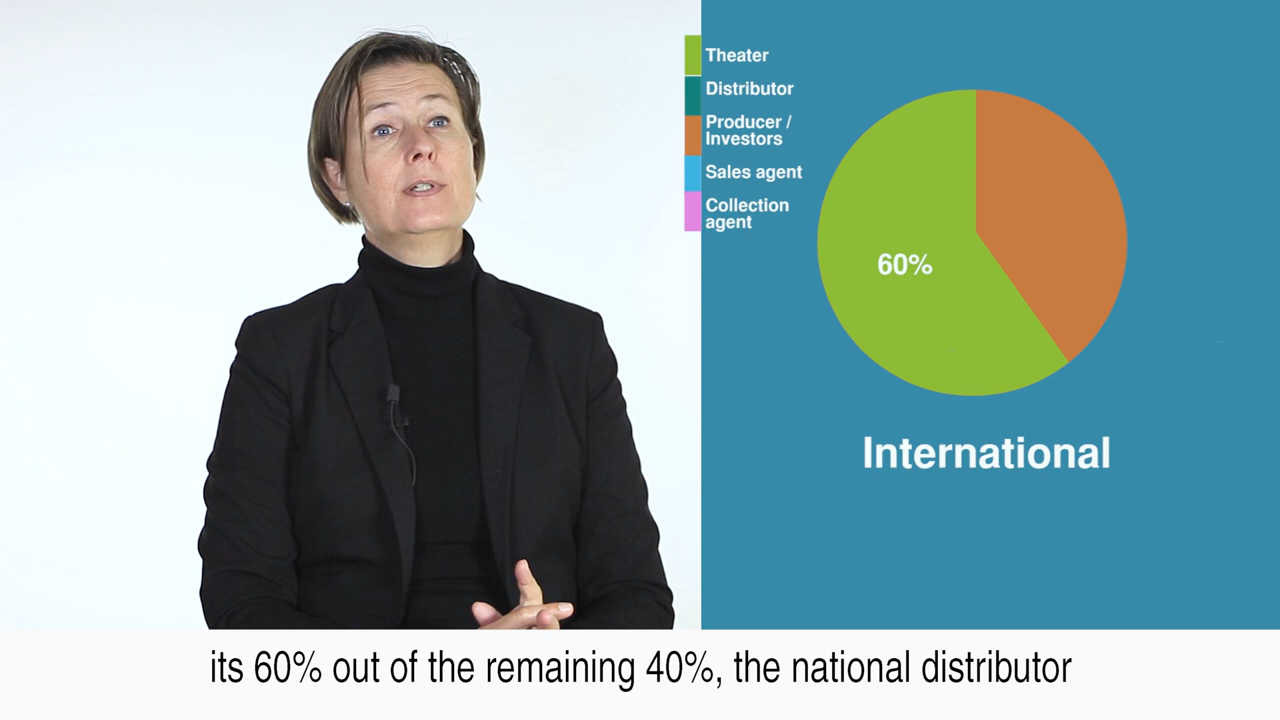 Theater
Distributor
Producer /
Investors
Sales agent
Collection
agent
60%
International
its 60% out of the remaining 40%, the national distributor